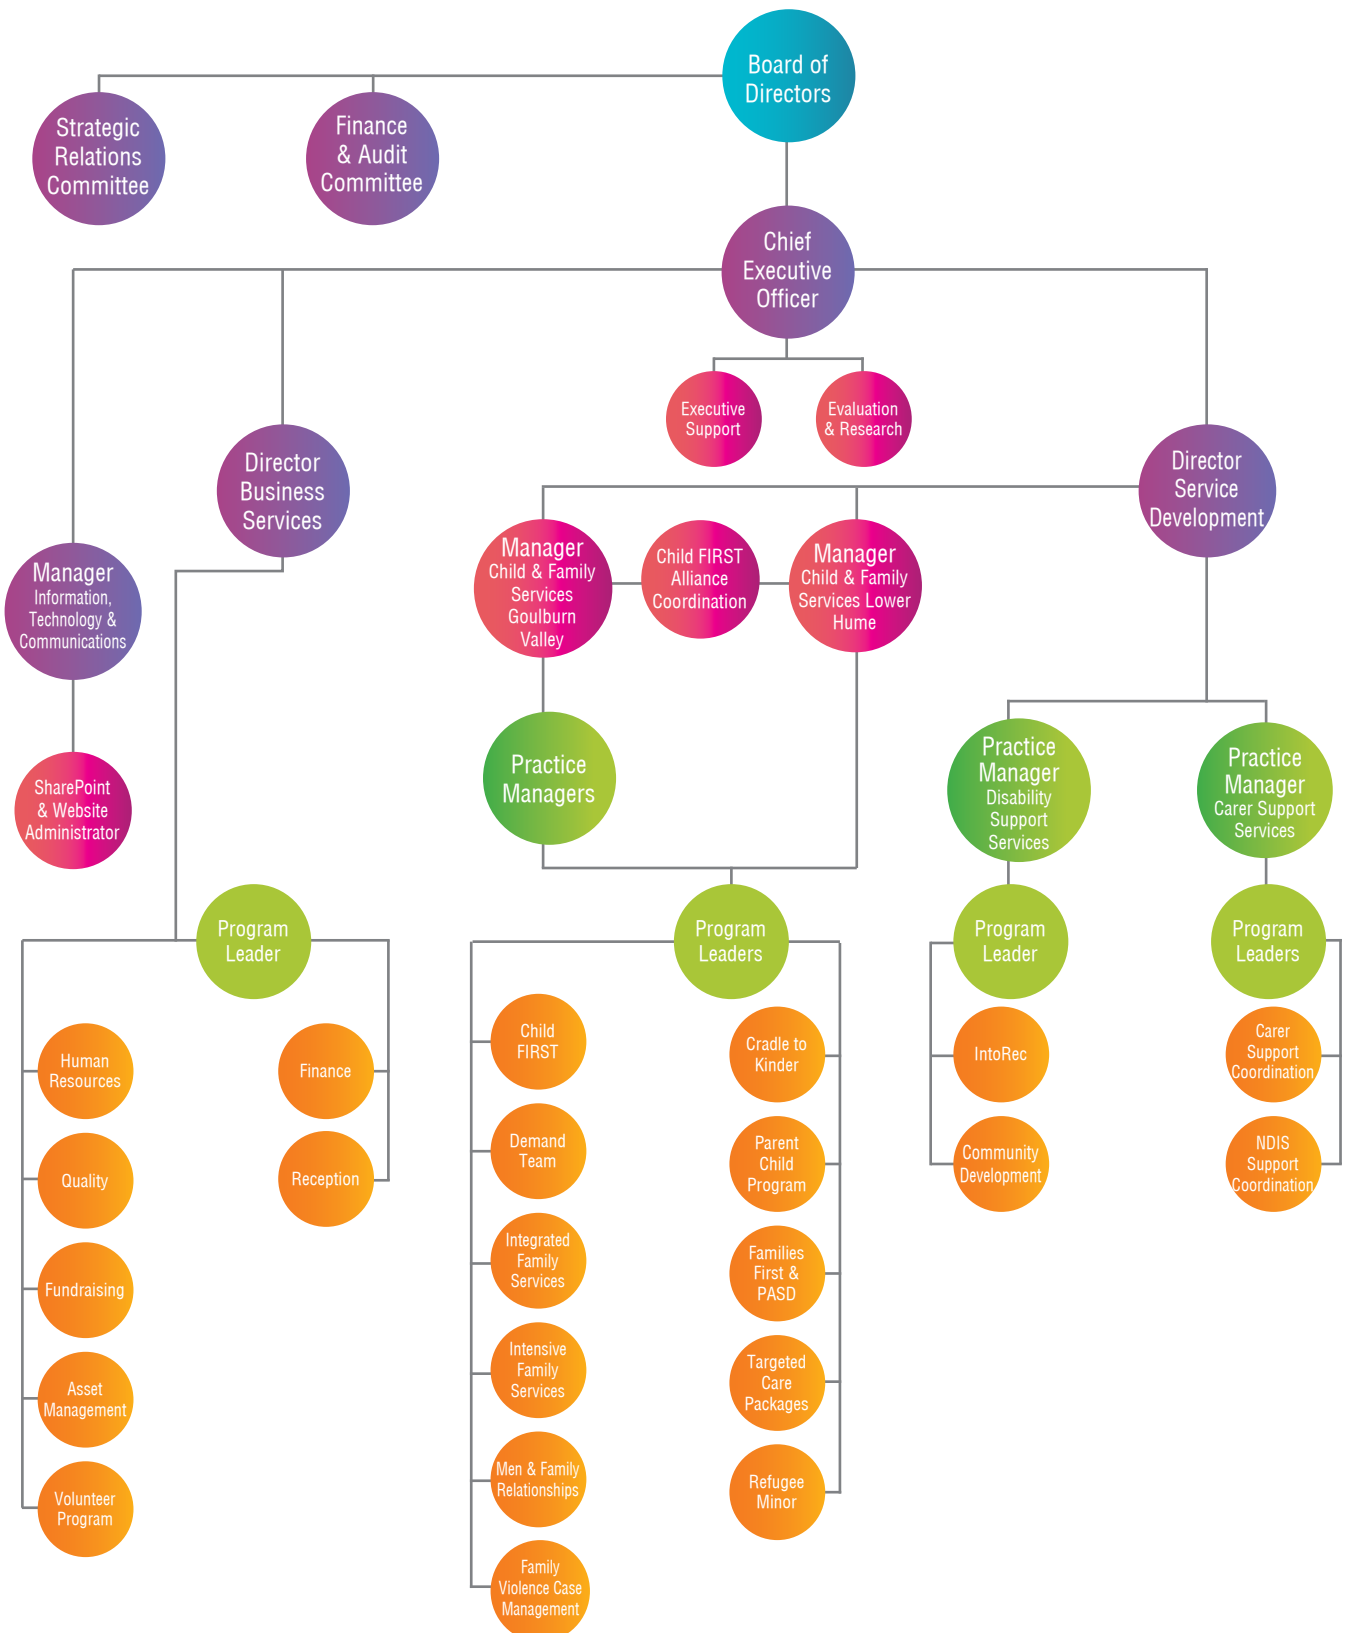 Board of
Directors
Strategic
Relations
Committee
Finance
& Audit
Committee
Chief
Executive
Officer
Executive
Support
Evaluation
& Research
Director
Business
Services
Director
Service
Development
Manager
Information,
Technology &
Communications
Manager
Child & Family
Services
Goulburn
Valley
Child FIRST
Alliance
Coordination
Manager
Child & Family
Services Lower
Hume
SharePoint
& Website
Administrator
Practice
Managers
Practice
Manager
Disability
Support
Services
Practice
Manager
Carer Support
Services
Program
Leader
Program
Leaders
Program
Leader
Program
Leaders
Human
Resources
Quality
Fundraising
Asset
Management
Volunteer
Program
Finance
Reception
Child
FIRST
Demand
Team
Integrated
Family
Services
Intensive
Family
Services
Men & Family
Relationships
Family
Violence Case
Management
Cradle to
Kinder
Parent
Child
Program
Families
First &
PASD
Targeted
Care
Packages
Refugee
Minor
IntoRec
Community
Development
Carer
Support
Coordination
NDIS
Support
Coordination